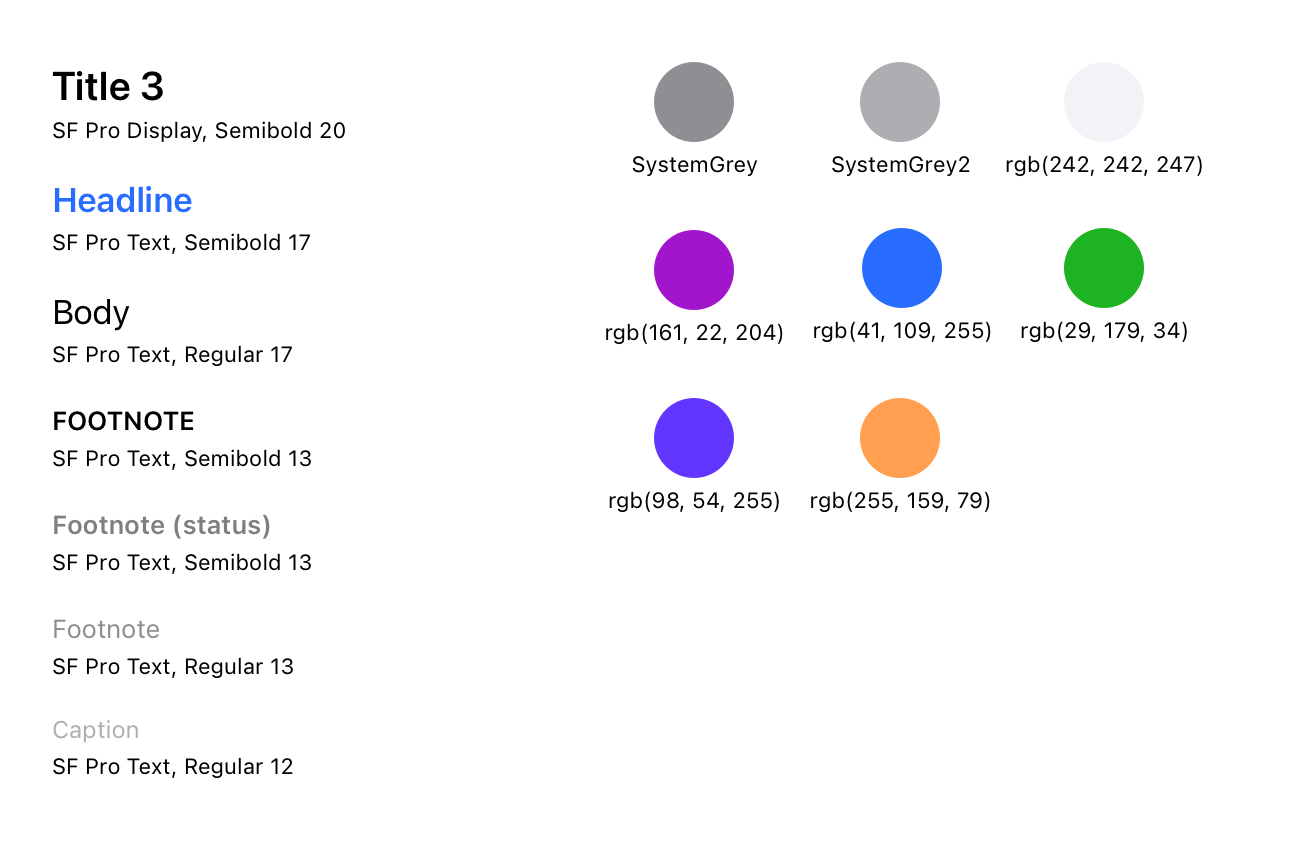 Title 3
SF Pro Display, Semibold 20
Headline
SF Pro Text, Semibold 17
Body
SF Pro Text, Regular 17
FOOTNOTE
SF Pro Text, Semibold 13
Footnote (status)
SF Pro Text, Semibold 13
Footnote
SF Pro Text, Regular 13
Caption
SF Pro Text, Regular 12
SystemGrey
SystemGrey2
rgb(242, 242, 247)
rgb(161, 22, 204)
rgb(41, 109, 255)
rgb(29, 179, 34)
rgb(98, 54, 255)
rgb(255, 159, 79)